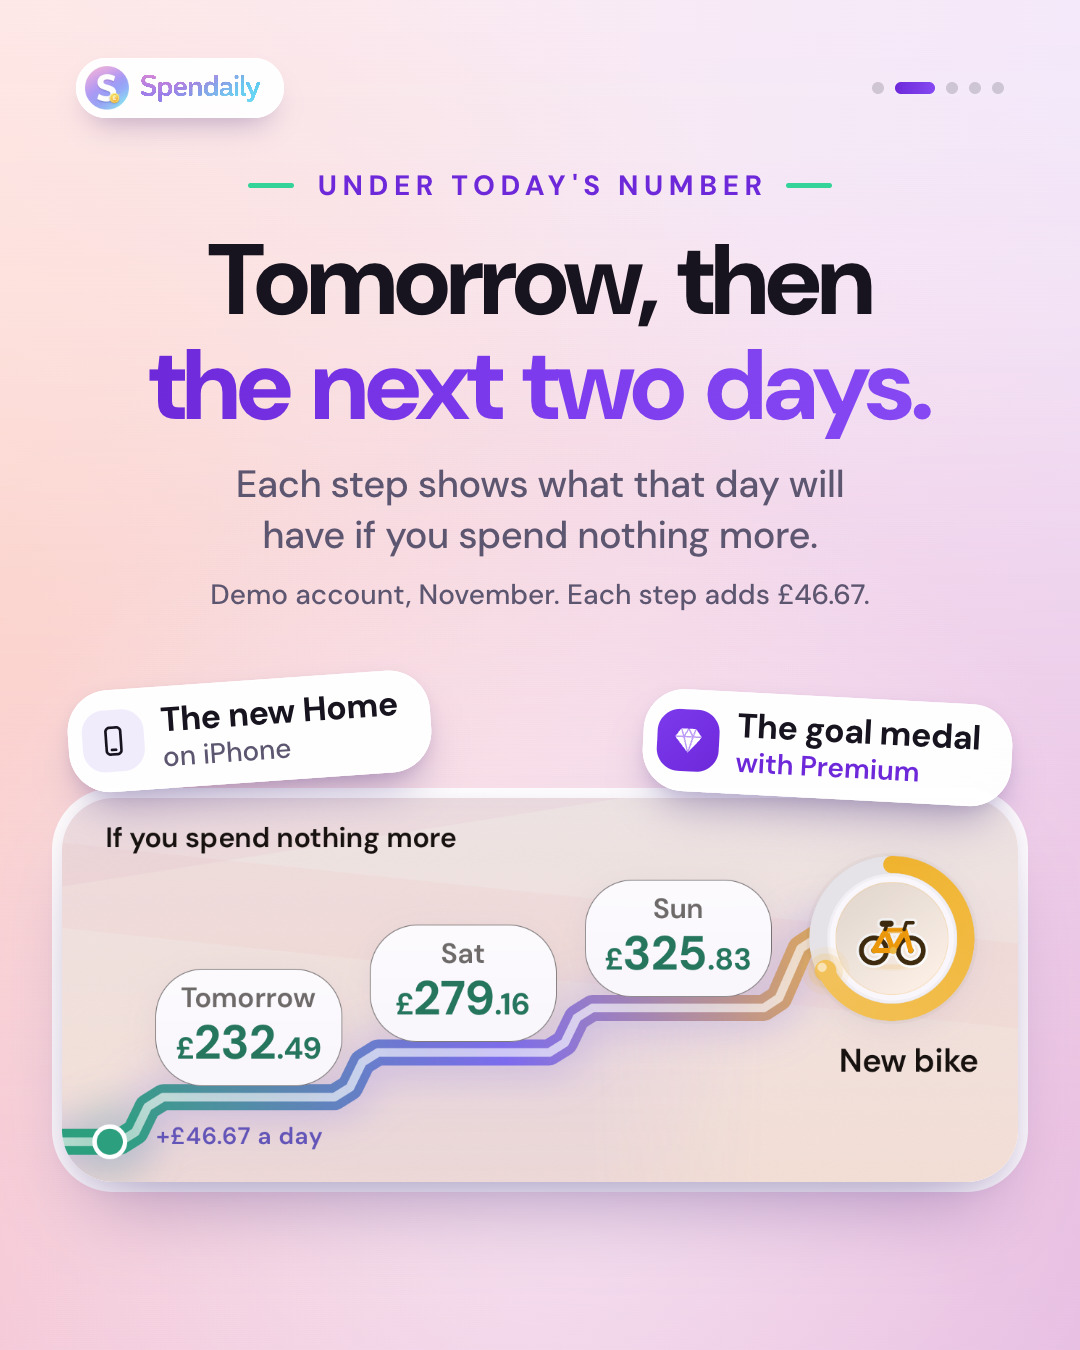 Spendaily
UNDER TODAY'S NUMBER
Tomorrow, then
the next two days.
Each step shows what that day will
have if you spend nothing more.
Demo account, November. Each step adds £46.67.
The new Home
on iPhone
The goal medal
with Premium
If you spend nothing more
Tomorrow
£232.49
Sat
£279.16
Sun
£325.83
+£46.67 a day
New bike